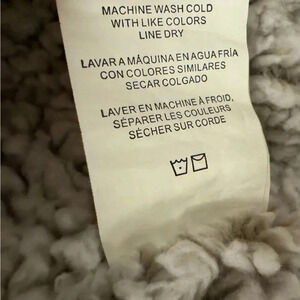 MACHINE WASH COLD
WITH LIKE COLORS
LINE DRY
LAVAR A MÁQUINA EN AGUA FRÍA
CON COLORES SIMILARES
SECAR COLGADO
LAVER EN MACHINE À FROID,
SÉPARER LES COULEURS
SÉCHER SUR CORDE